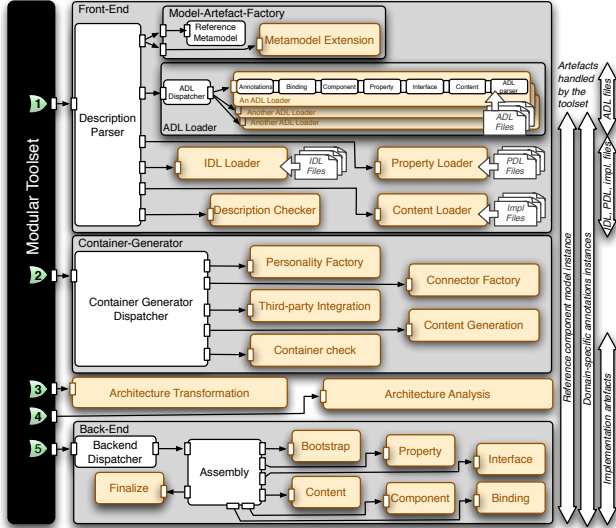 Front-End
Model-Artefact-Factory
Reference
Metamodel
Metamodel Extension
Artefacts
handled
by the
toolset
ADL files
Modular Toolset
1
Description
Parser
ADL
Dispatcher
Annotations
Binding
Component
Property
Interface
Content
ADL
parser
An ADL Loader
Another ADL Loader
Another ADL Loader
ADL Loader
ADL
Files
IDL Loader
IDL
Files
Property Loader
PDL
Files
IDL, PDL, impl. files
Description Checker
Content Loader
Impl
Files
Container-Generator
2
Container Generator
Dispatcher
Personality Factory
Connector Factory
Third-party Integration
Content Generation
Container check
Reference component model instance
Domain-specific annotations instances
3
Architecture Transformation
4
Architecture Analysis
Implementation artefacts
Back-End
5
Backend
Dispatcher
Assembly
Bootstrap
Property
Interface
Finalize
Content
Component
Binding